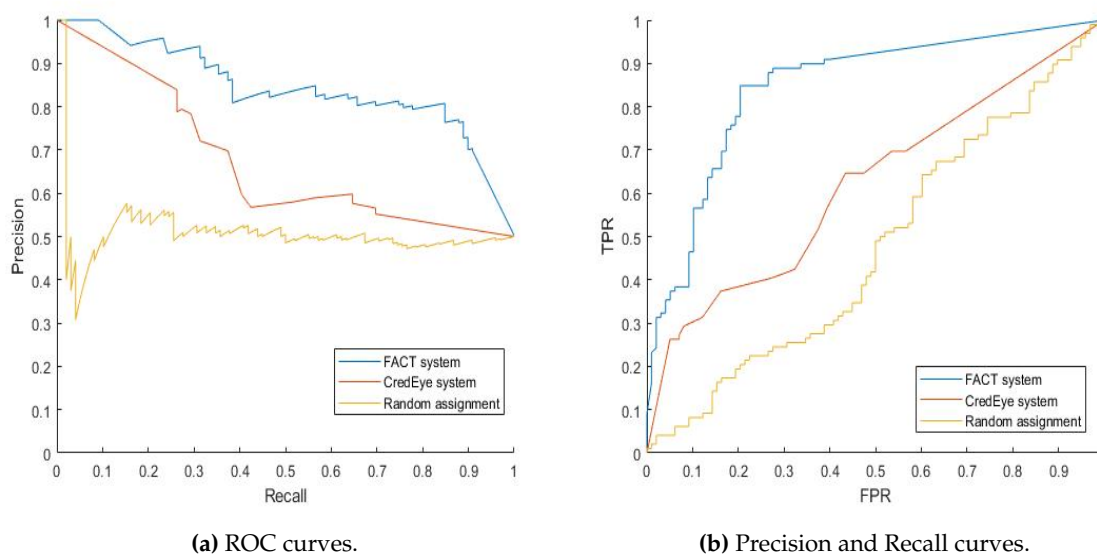 1
0.9
0.8
0.7
0.6
0.5
0.4
0.3
0.2
0.1
0
Precision
0 0.1 0.2 0.3 0.4 0.5 0.6 0.7 0.8 0.9 1
Recall
FACT system
CredEye system
Random assignment
(a) ROC curves.
1
0.9
0.8
0.7
0.6
0.5
0.4
0.3
0.2
0.1
0
TPR
0 0.1 0.2 0.3 0.4 0.5 0.6 0.7 0.8 0.9
FPR
FACT system
CredEye system
Random assignment
(b) Precision and Recall curves.